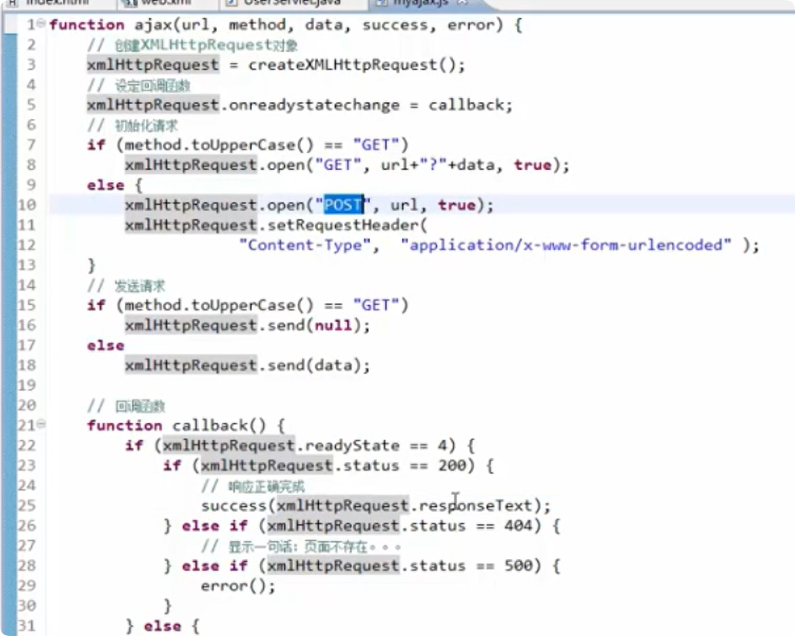 index.html web.xml UserServlet.java myajax.js
1 function ajax(url, method, data, success, error) {
2 // 创建XMLHttpRequest对象
3 xmlHttpRequest = createXMLHttpRequest();
4 // 设定回调函数
5 xmlHttpRequest.onreadystatechange = callback;
6 // 初始化请求
7 if (method.toUpperCase() == "GET")
8 xmlHttpRequest.open("GET", url+"?"+data, true);
9 else {
10 xmlHttpRequest.open("POST", url, true);
11 xmlHttpRequest.setRequestHeader(
12 "Content-Type", "application/x-www-form-urlencoded" );
13 }
14 // 发送请求
15 if (method.toUpperCase() == "GET")
16 xmlHttpRequest.send(null);
17 else
18 xmlHttpRequest.send(data);
19
20 // 回调函数
21 function callback() {
22 if (xmlHttpRequest.readyState == 4) {
23 if (xmlHttpRequest.status == 200) {
24 // 响应正确完成
25 success(xmlHttpRequest.responseText);
26 } else if (xmlHttpRequest.status == 404) {
27 // 显示一句话：页面不存在。。。
28 } else if (xmlHttpRequest.status == 500) {
29 error();
30 }
31 } else {